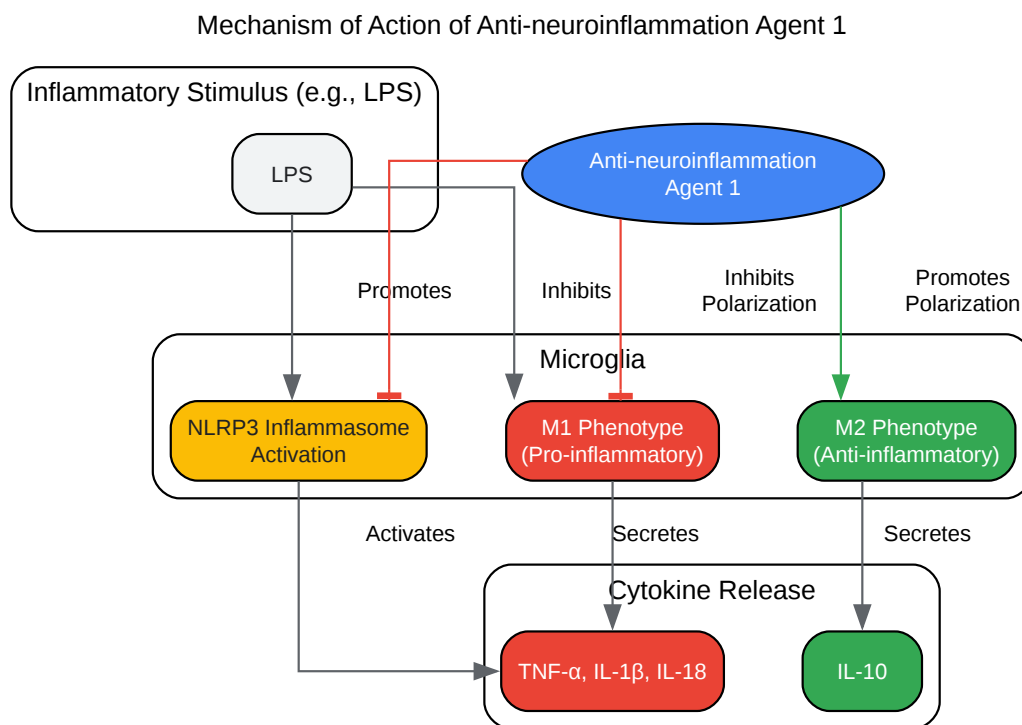 Mechanism of Action of Anti-neuroinflammation Agent 1
Inflammatory Stimulus (e.g., LPS)
LPS
Anti-neuroinflammation
Agent 1
Promotes
Inhibits
Inhibits
Polarization
Promotes
Polarization
Microglia
NLRP3 Inflammasome
Activation
M1 Phenotype
(Pro-inflammatory)
M2 Phenotype
(Anti-inflammatory)
Activates
Secretes
Secretes
Cytokine Release
TNF-α, IL-1β, IL-18
IL-10